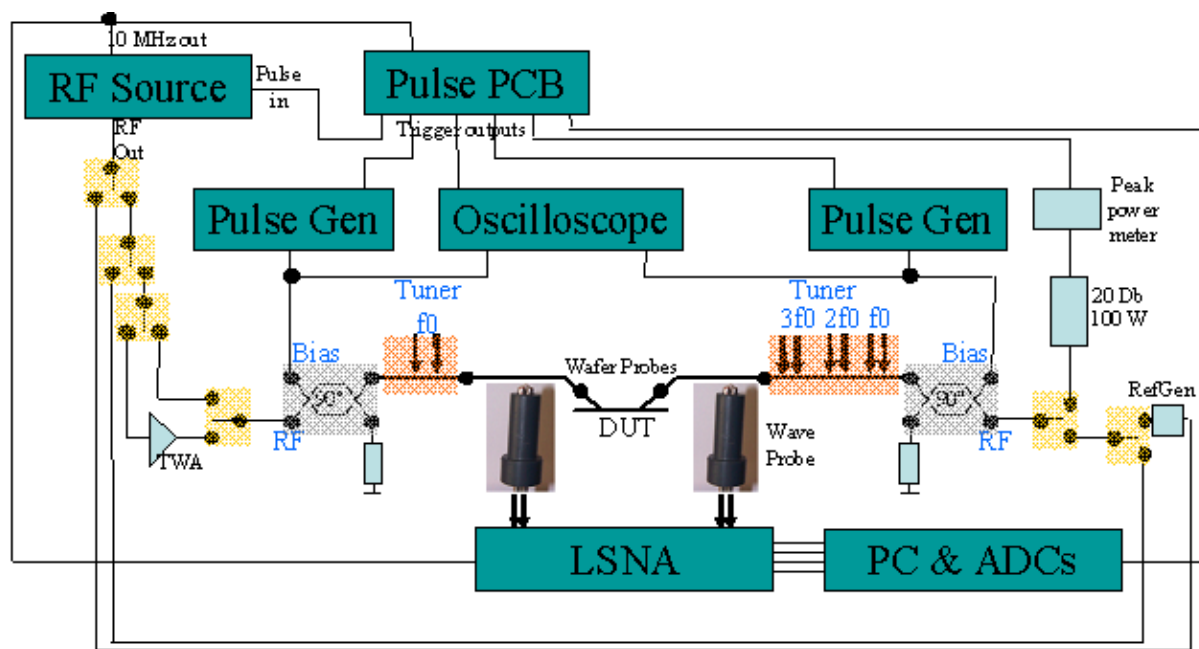 10 MHz out
RF Source
Pulse
in
Pulse PCB
RF
Out
Trigger outputs
Pulse Gen
Oscilloscope
Pulse Gen
Peak
power
meter
Tuner
f0
Tuner
3f0 2f0 f0
20 Db
100 W
Bias
Wafer Probes
Bias
90°
90°
RefGen
DUT
RF
RF
TWA
Wave
Probe
LSNA
PC & ADCs